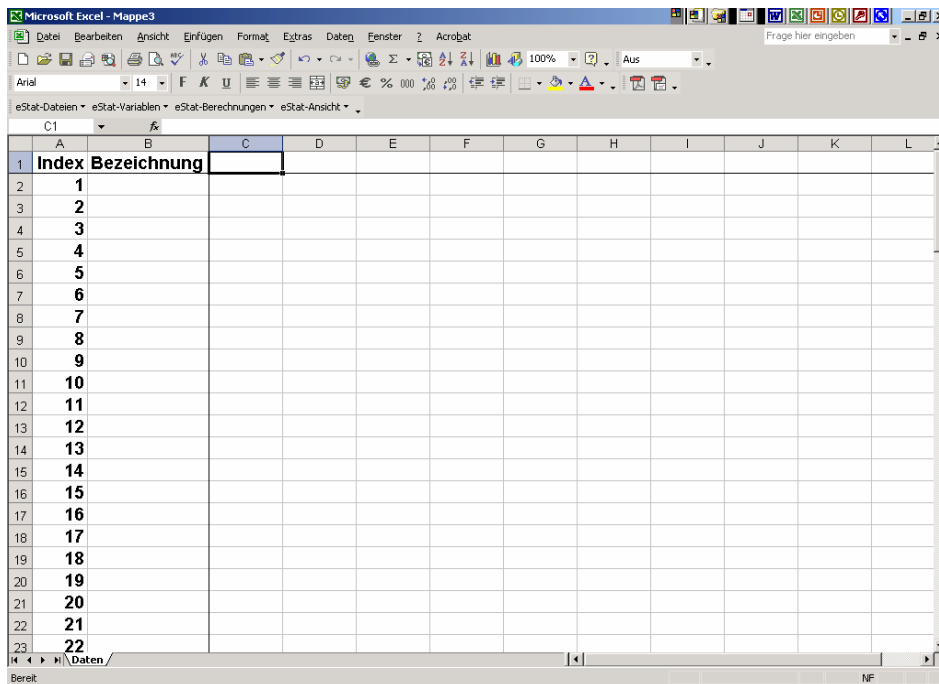 Microsoft Excel - Mappe3
Datei Bearbeiten Ansicht Einfügen Format Extras Daten Fenster ? Acrobat Frage hier eingeben
100% Aus
Arial 14 F K U € % 000
eStat-Dateien eStat-Variablen eStat-Berechnungen eStat-Ansicht
C1 fx
A B C D E F G H I J K L
1 Index Bezeichnung
2 1
3 2
4 3
5 4
6 5
7 6
8 7
9 8
10 9
11 10
12 11
13 12
14 13
15 14
16 15
17 16
18 17
19 18
20 19
21 20
22 21
23 22
Daten
Bereit NF